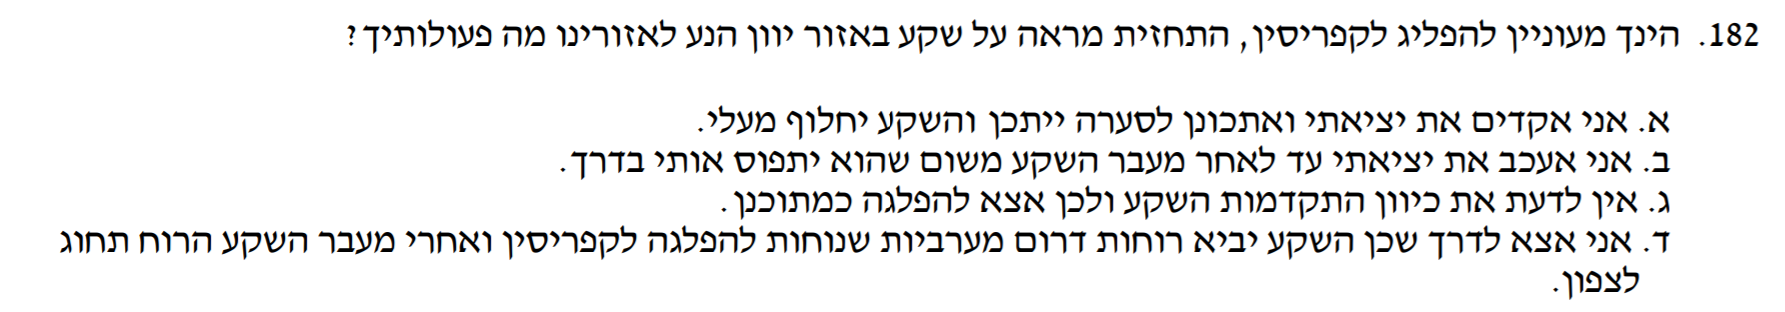 182. הינך מעוניין להפליג לקפריסין, התחזית מראה על שקע באזור יוון הנע לאזורינו מה פעולותיך?
א. אני אקדים את יציאתי ואתכונן לסערה ייתכן והשקע יחלוף מעלי.
ב. אני אעכב את יציאתי עד לאחר מעבר השקע משום שהוא יתפוס אותי בדרך.
ג. אין לדעת את כיוון התקדמות השקע ולכן אצא להפלגה כמתוכנן.
ד. אני אצא לדרך שכן השקע יביא רוחות דרום מערביות שנוחות להפלגה לקפריסין ואחרי מעבר השקע הרוח תחוג
לצפון.